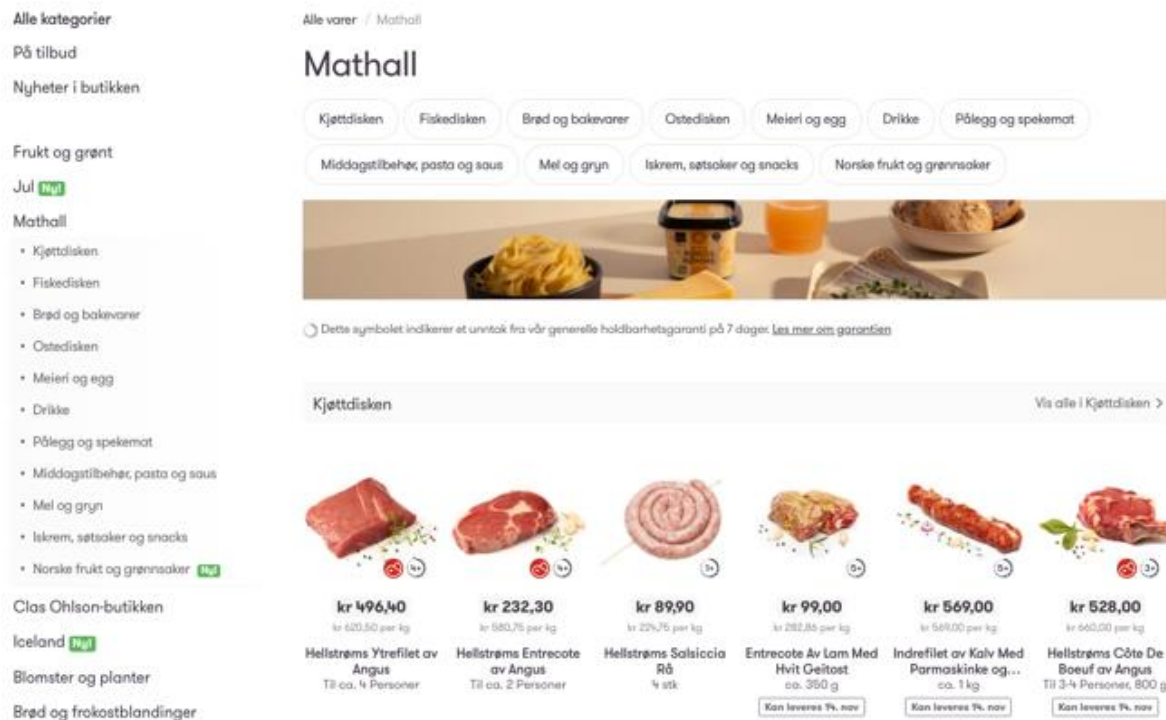 Alle kategorier
På tilbud
Nyheter i butikken
Frukt og grønt
Jul Ny!
Mathall
• Kjøttdisken
• Fiskedisken
• Brød og bakevarer
• Ostedisken
• Meieri og egg
• Drikke
• Pålegg og spekemat
• Middagstilbehør, pasta og saus
• Mel og gryn
• Iskrem, søtsaker og snacks
• Norske frukt og grønnsaker Ny!
Clas Ohlson-butikken
Iceland Ny!
Blomster og planter
Brød og frokostblandinger
Alle varer / Mathall
Mathall
Kjøttdisken Fiskedisken Brød og bakevarer Ostedisken Meieri og egg Drikke Pålegg og spekemat
Middagstilbehør, pasta og saus Mel og gryn Iskrem, søtsaker og snacks Norske frukt og grønnsaker
Dette symbolet indikerer et unntak fra vår generelle holdbarhetsgaranti på 7 dager. Les mer om garantien
Kjøttdisken Vis alle i Kjøttdisken >
4+
kr 496,40
kr 620,50 per kg
Hellstrøms Ytrefilet av
Angus
Til ca. 4 Personer
4+
kr 232,30
kr 580,75 per kg
Hellstrøms Entrecote
av Angus
Til ca. 2 Personer
1+
kr 89,90
kr 224,75 per kg
Hellstrøms Salsiccia
Rå
4 stk
5+
kr 99,00
kr 282,86 per kg
Entrecote Av Lam Med
Hvit Geitost
ca. 350 g
Kan leveres 14. nov
5+
kr 569,00
kr 569,00 per kg
Indrefilet av Kalv Med
Parmaskinke og...
ca. 1 kg
Kan leveres 14. nov
3+
kr 528,00
kr 660,00 per kg
Hellstrøms Côte De
Boeuf av Angus
Til 3-4 Personer, 800 g
Kan leveres 14. nov